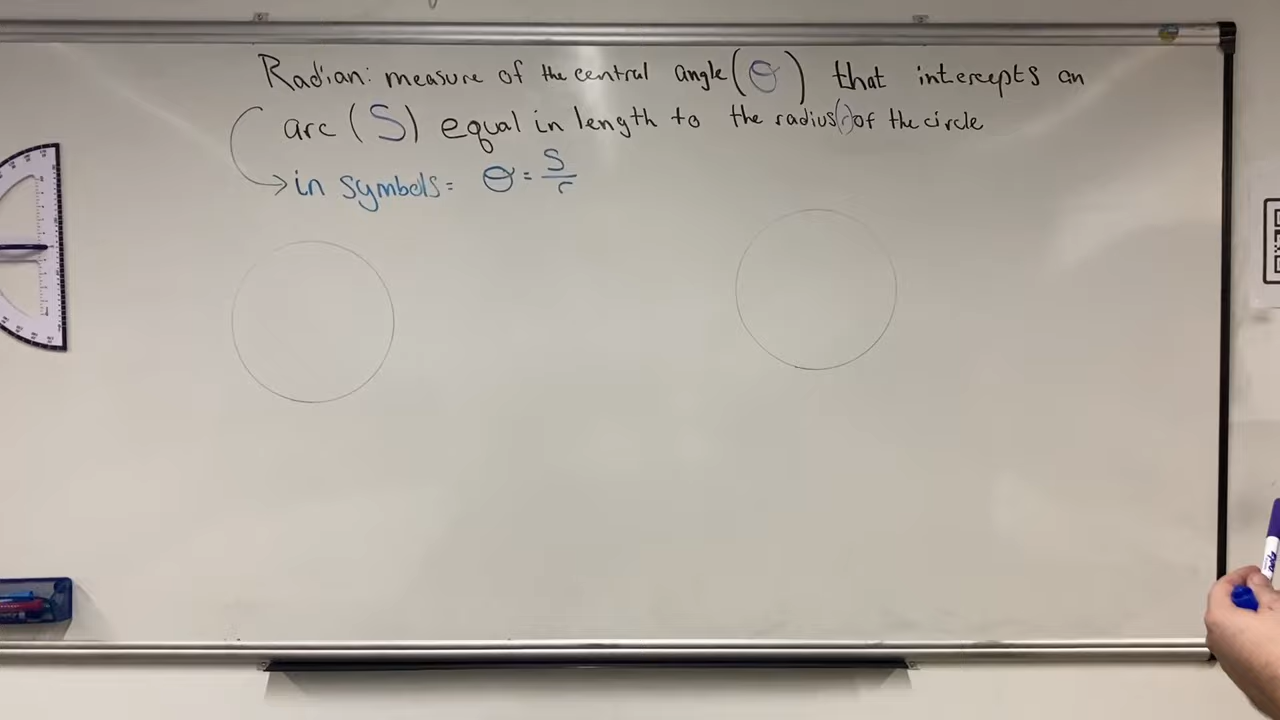 Radian: measure of the central angle (θ) that intercepts an
arc (S) equal in length to the radius (r) of the circle
→ in symbols = θ = S/r